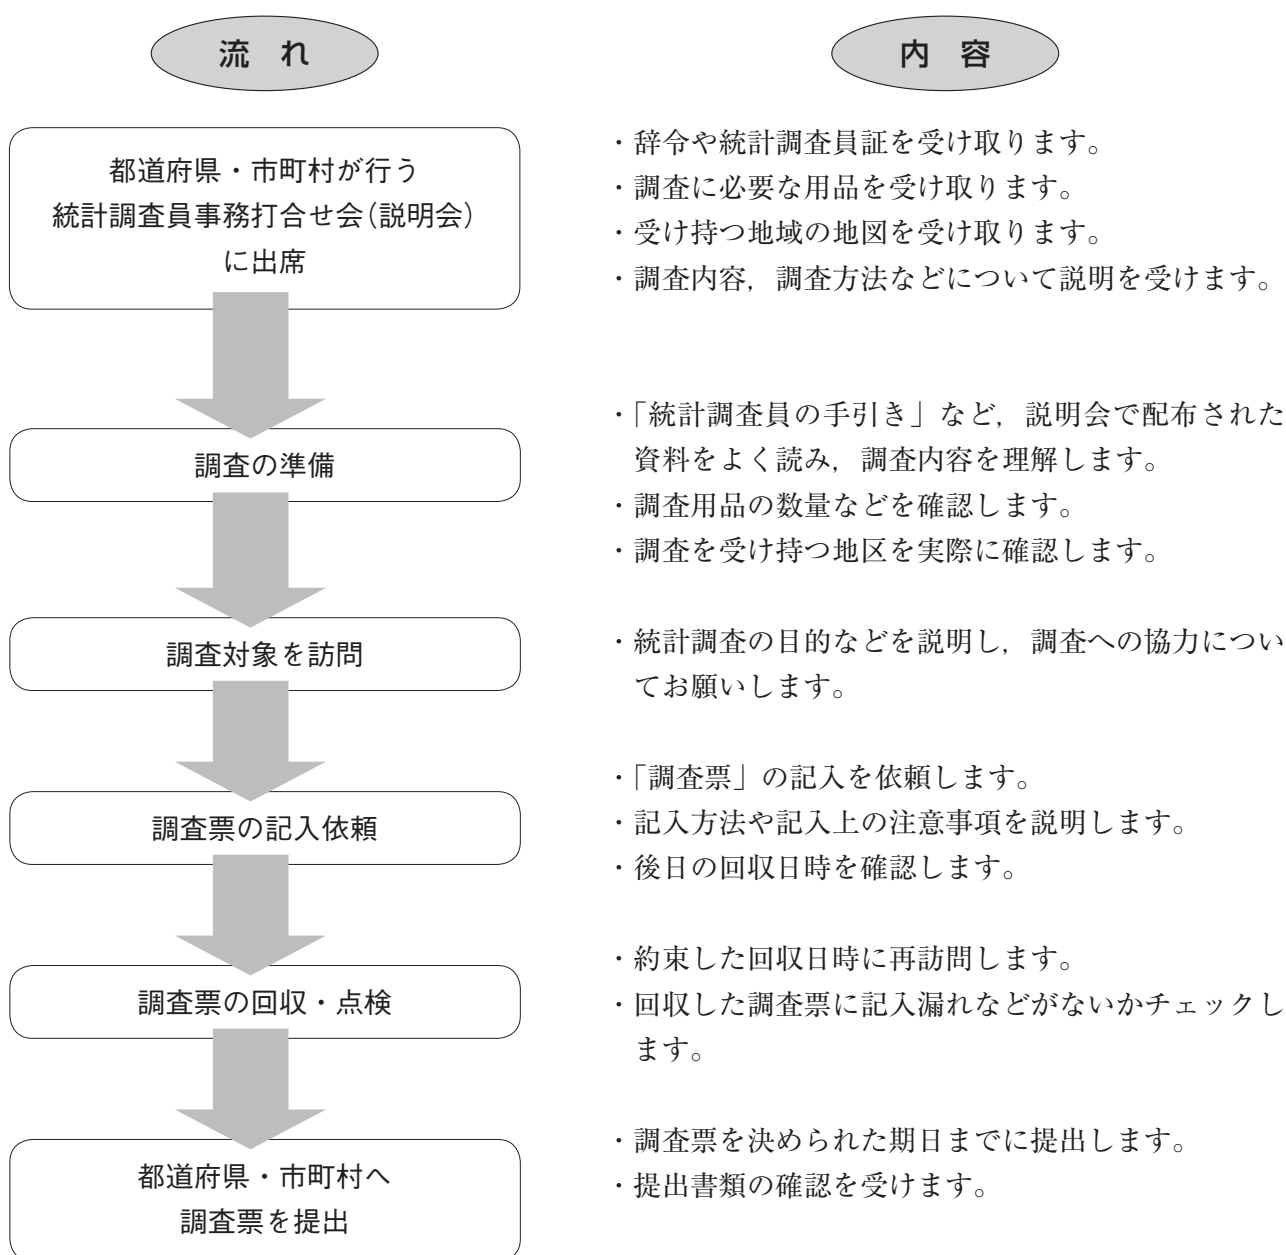 流 れ
内 容
都道府県・市町村が行う
統計調査員事務打合せ会(説明会)
に出席
・辞令や統計調査員証を受け取ります。
・調査に必要な用品を受け取ります。
・受け持つ地域の地図を受け取ります。
・調査内容，調査方法などについて説明を受けます。
調査の準備
・「統計調査員の手引き」など，説明会で配布された
資料をよく読み，調査内容を理解します。
・調査用品の数量などを確認します。
・調査を受け持つ地区を実際に確認します。
調査対象を訪問
・統計調査の目的などを説明し，調査への協力につい
てお願いします。
調査票の記入依頼
・「調査票」の記入を依頼します。
・記入方法や記入上の注意事項を説明します。
・後日の回収日時を確認します。
調査票の回収・点検
・約束した回収日時に再訪問します。
・回収した調査票に記入漏れなどがないかチェックし
ます。
都道府県・市町村へ
調査票を提出
・調査票を決められた期日までに提出します。
・提出書類の確認を受けます。